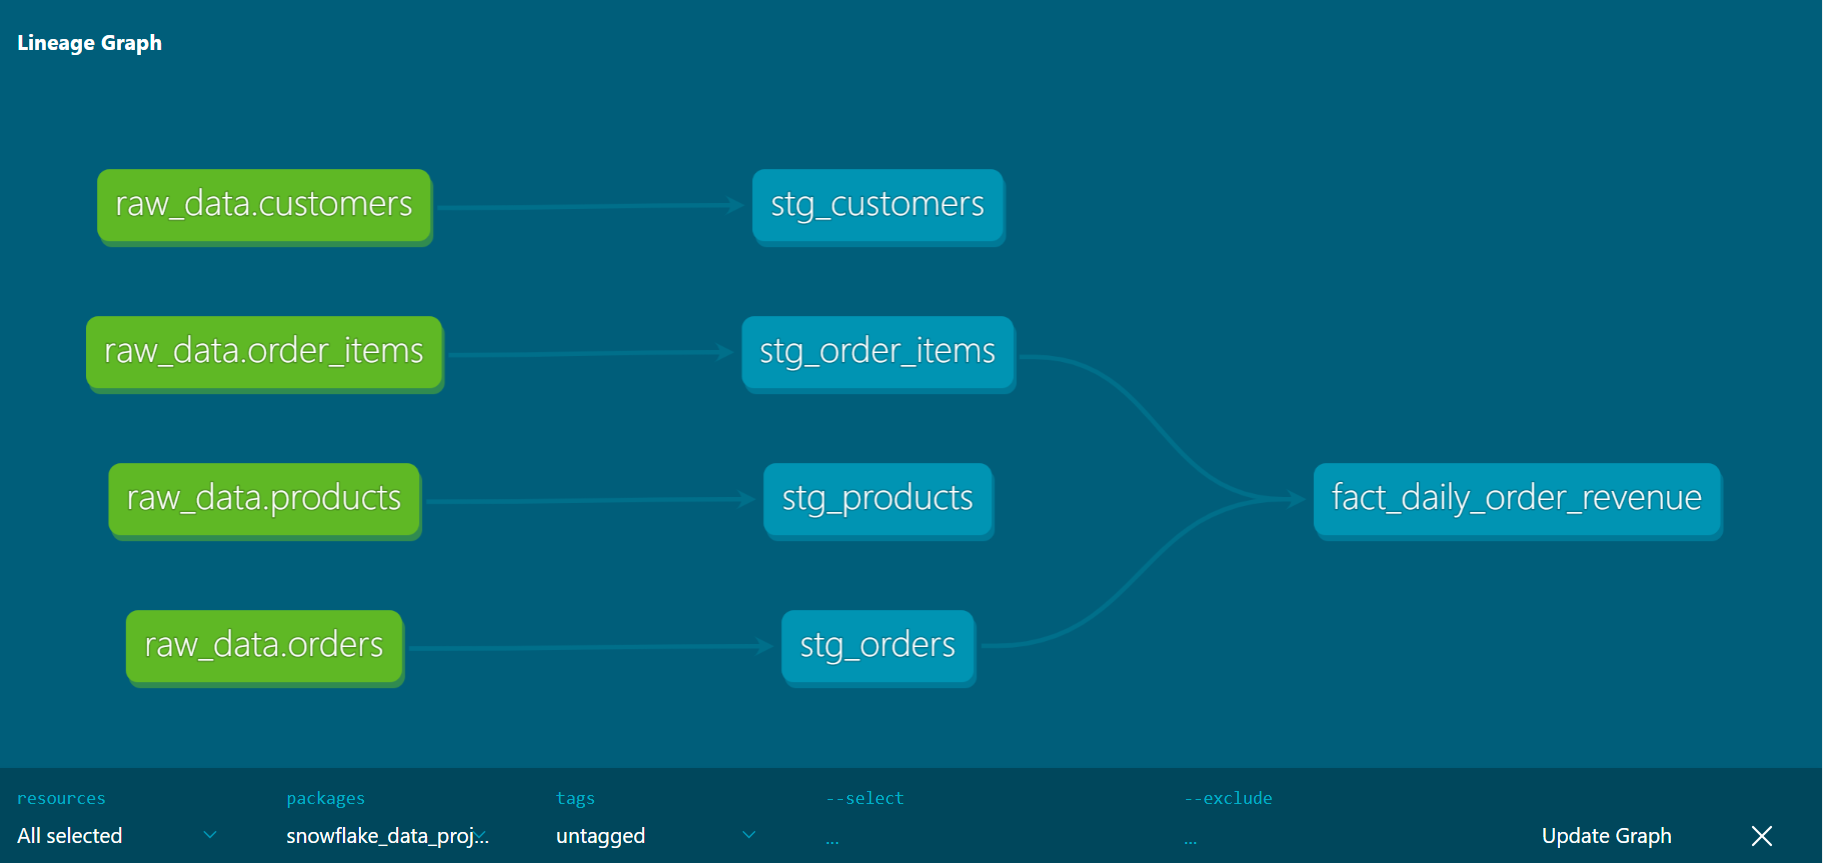 Lineage Graph
raw_data.customers
stg_customers
raw_data.order_items
stg_order_items
raw_data.products
stg_products
fact_daily_order_revenue
raw_data.orders
stg_orders
resources packages tags --select --exclude
All selected snowflake_data_proj... untagged ... ... Update Graph